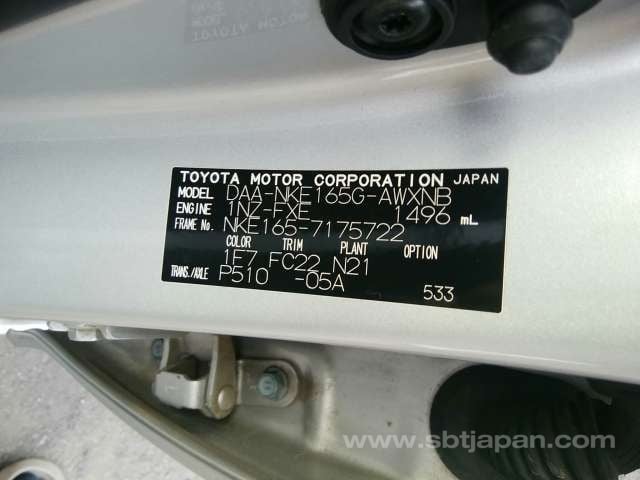 TOYOTA MOTOR CORPORATION JAPAN
MODEL DAA-NKE165G-AWXNB
ENGINE 1NZ-FXE 1496 mL
FRAME No. NKE165-7175722
COLOR TRIM PLANT OPTION
1F7 FC22 N21
TRANS./AXLE P510 -05A
533
www.sbtjapan.com